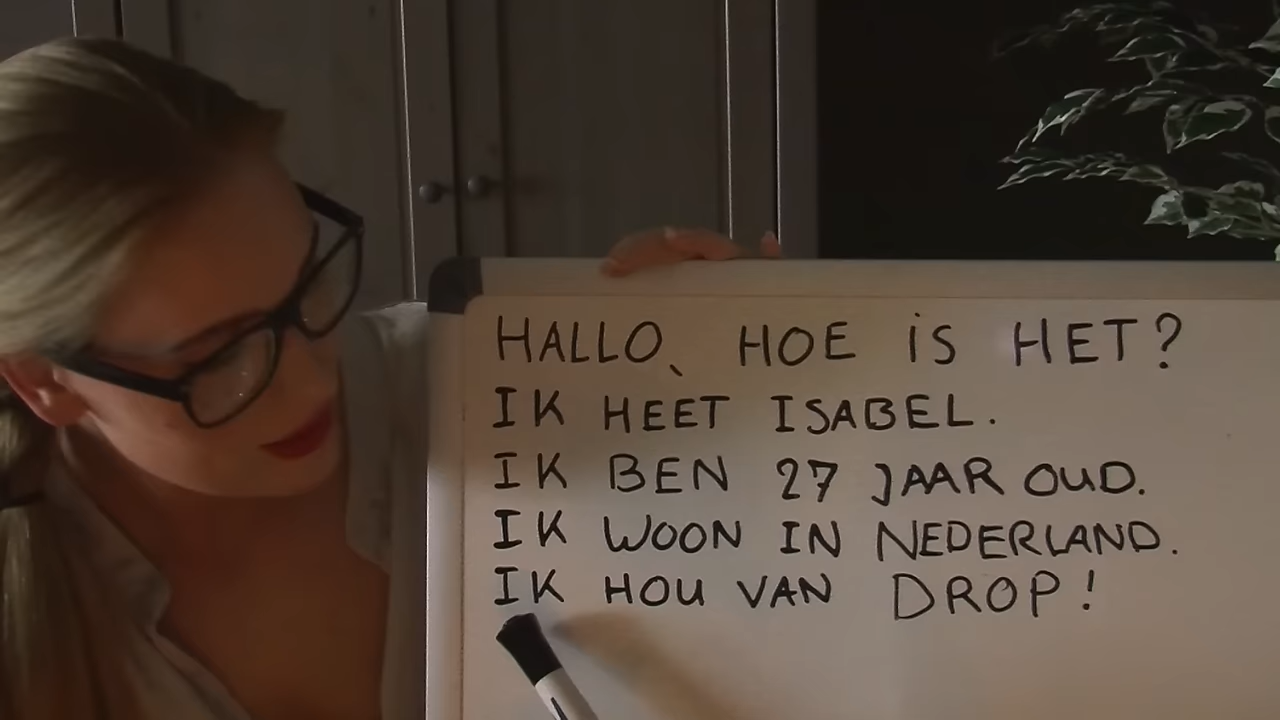 HALLO, HOE iS HET?
IK HEET ISABEL.
IK BEN 27 JAAR OUD.
IK WOON IN NEDERLAND.
IK HOU VAN DROP!